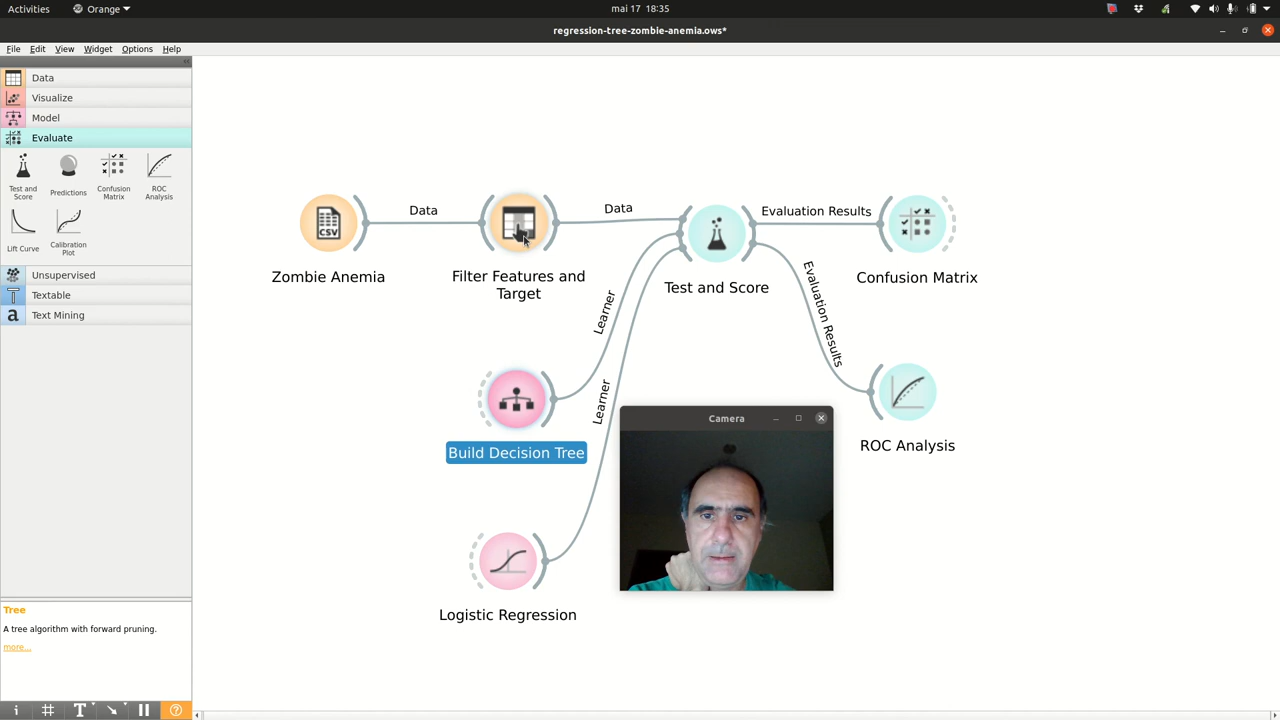 Activities
Orange
mai 17 18:35
regression-tree-zombie-anemia.ows*
File Edit View Widget Options Help
Data
Visualize
Model
Evaluate
Test and Score
Predictions
Confusion Matrix
ROC Analysis
Lift Curve
Calibration Plot
Unsupervised
Textable
Text Mining
Data
Data
Evaluation Results
CSV
Zombie Anemia
Filter Features and
Target
Test and Score
Confusion Matrix
Learner
Evaluation Results
Learner
Build Decision Tree
Camera
ROC Analysis
Logistic Regression
Tree
A tree algorithm with forward pruning.
more...